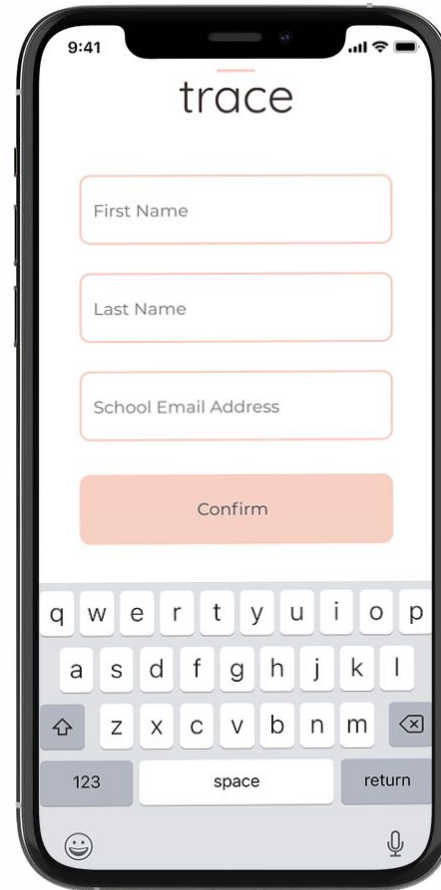 9:41
trace
First Name
Last Name
School Email Address
Confirm
q w e r t y u i o p
a s d f g h j k l
z x c v b n m
123 space return